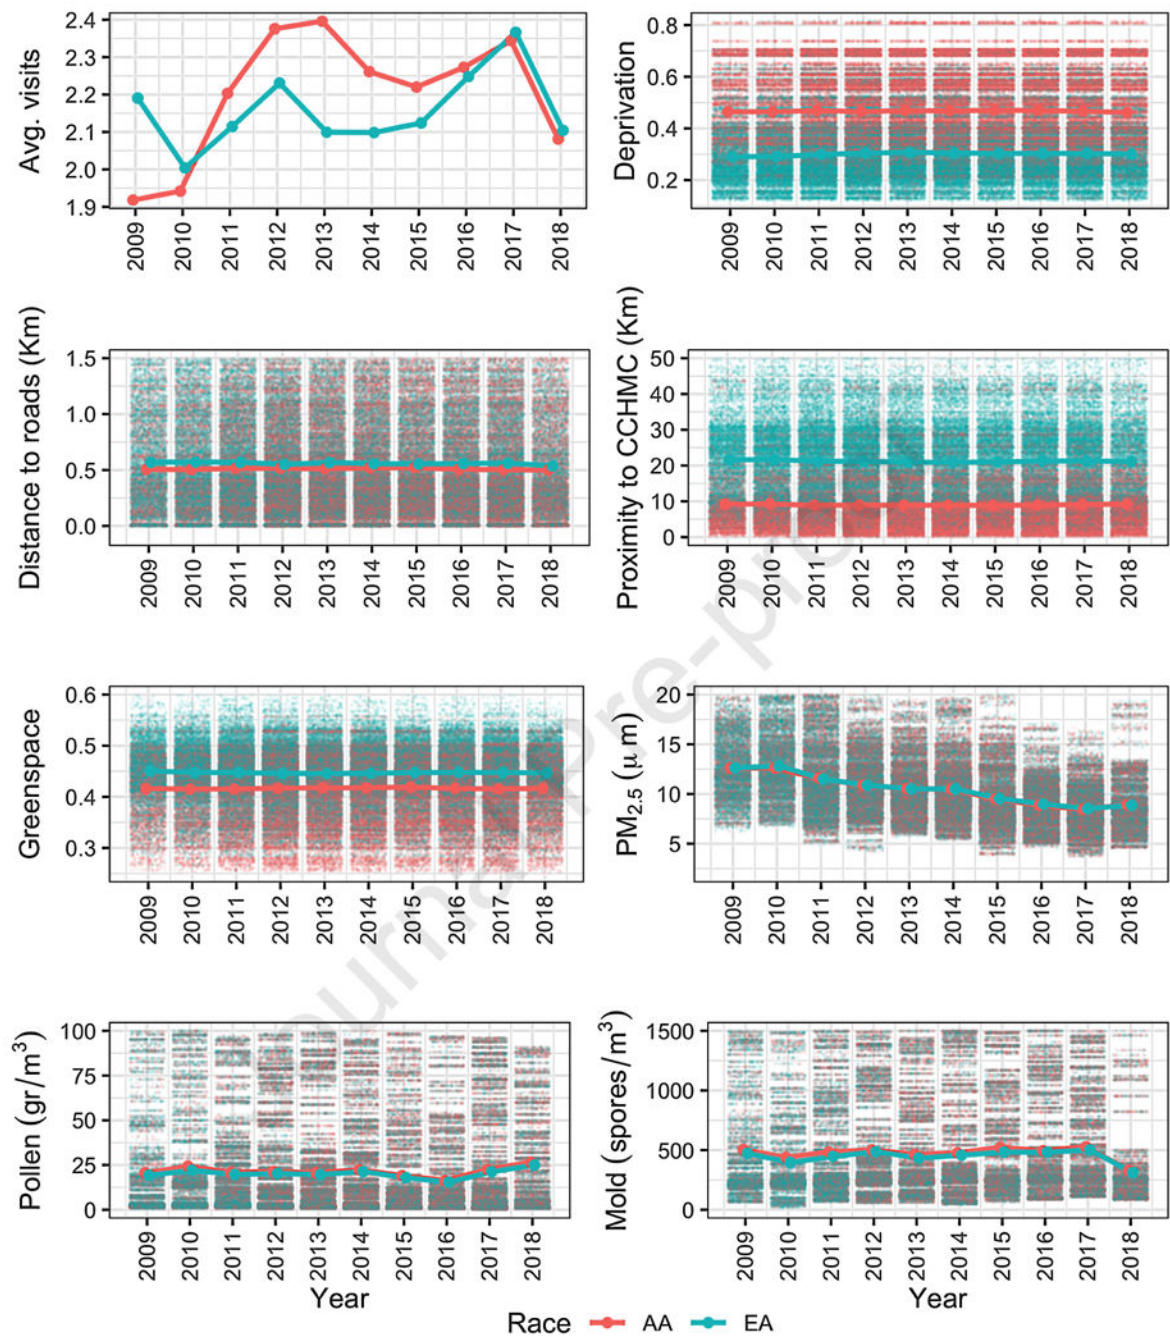 Avg. visits
2.4
2.3
2.2
2.1
2.0
1.9
2009 2010 2011 2012 2013 2014 2015 2016 2017 2018
Deprivation
0.8
0.6
0.4
0.2
2009 2010 2011 2012 2013 2014 2015 2016 2017 2018
Distance to roads (Km)
1.5
1.0
0.5
0.0
2009 2010 2011 2012 2013 2014 2015 2016 2017 2018
Proximity to CCHMC (Km)
50
40
30
20
10
0
2009 2010 2011 2012 2013 2014 2015 2016 2017 2018
Greenspace
0.6
0.5
0.4
0.3
2009 2010 2011 2012 2013 2014 2015 2016 2017 2018
PM2.5 (μm)
20
15
10
5
2009 2010 2011 2012 2013 2014 2015 2016 2017 2018
Pollen (gr/m³)
100
75
50
25
0
2009 2010 2011 2012 2013 2014 2015 2016 2017 2018
Year
Mold (spores/m³)
1500
1000
500
0
2009 2010 2011 2012 2013 2014 2015 2016 2017 2018
Year
Race AA EA